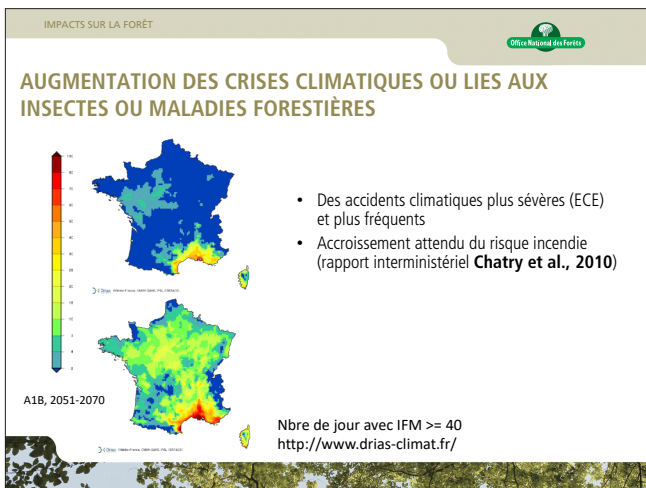 IMPACTS SUR LA FORÊT
Office National des Forêts
AUGMENTATION DES CRISES CLIMATIQUES OU LIES AUX
INSECTES OU MALADIES FORESTIÈRES
• Des accidents climatiques plus sévères (ECE)
et plus fréquents
• Accroissement attendu du risque incendie
(rapport interministériel Chatry et al., 2010)
A1B, 2051-2070
Nbre de jour avec IFM >= 40
http://www.drias-climat.fr/